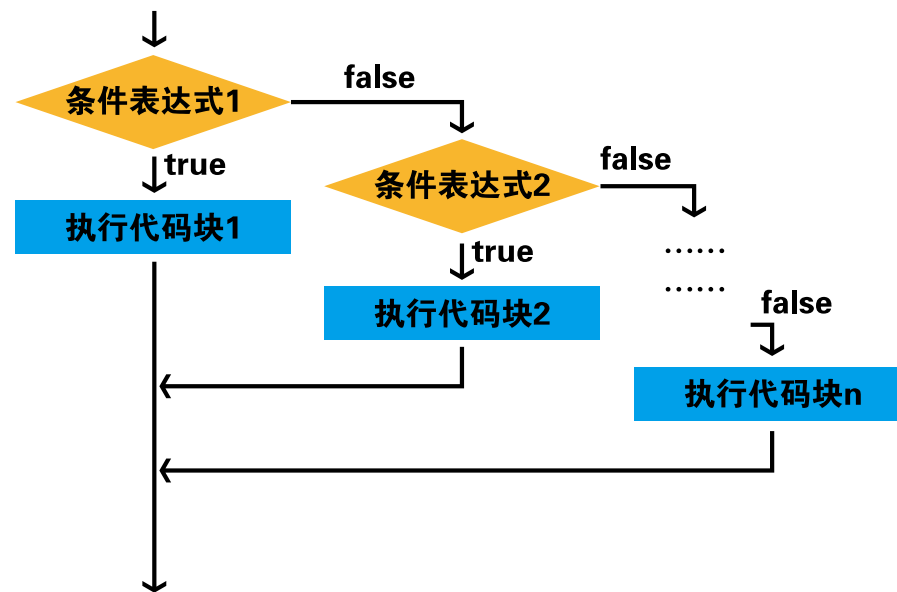 false
条件表达式1
true
false
条件表达式2
执行代码块1
true
……
……
false
执行代码块2
执行代码块n